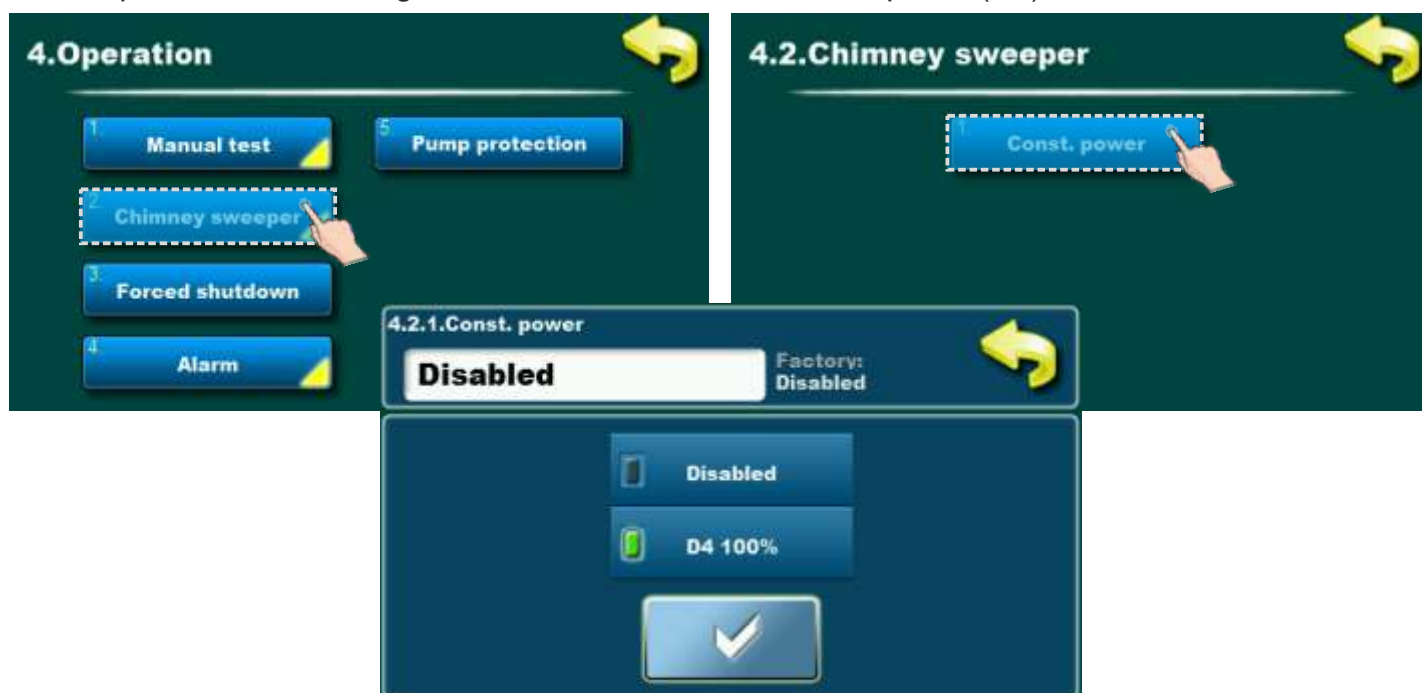 4.Operation
1. Manual test
2. Chimney sweeper
3. Forced shutdown
4. Alarm
5. Pump protection
4.2.Chimney sweeper
1. Const. power
4.2.1.Const. power
Disabled
Factory:
Disabled
Disabled
D4 100%